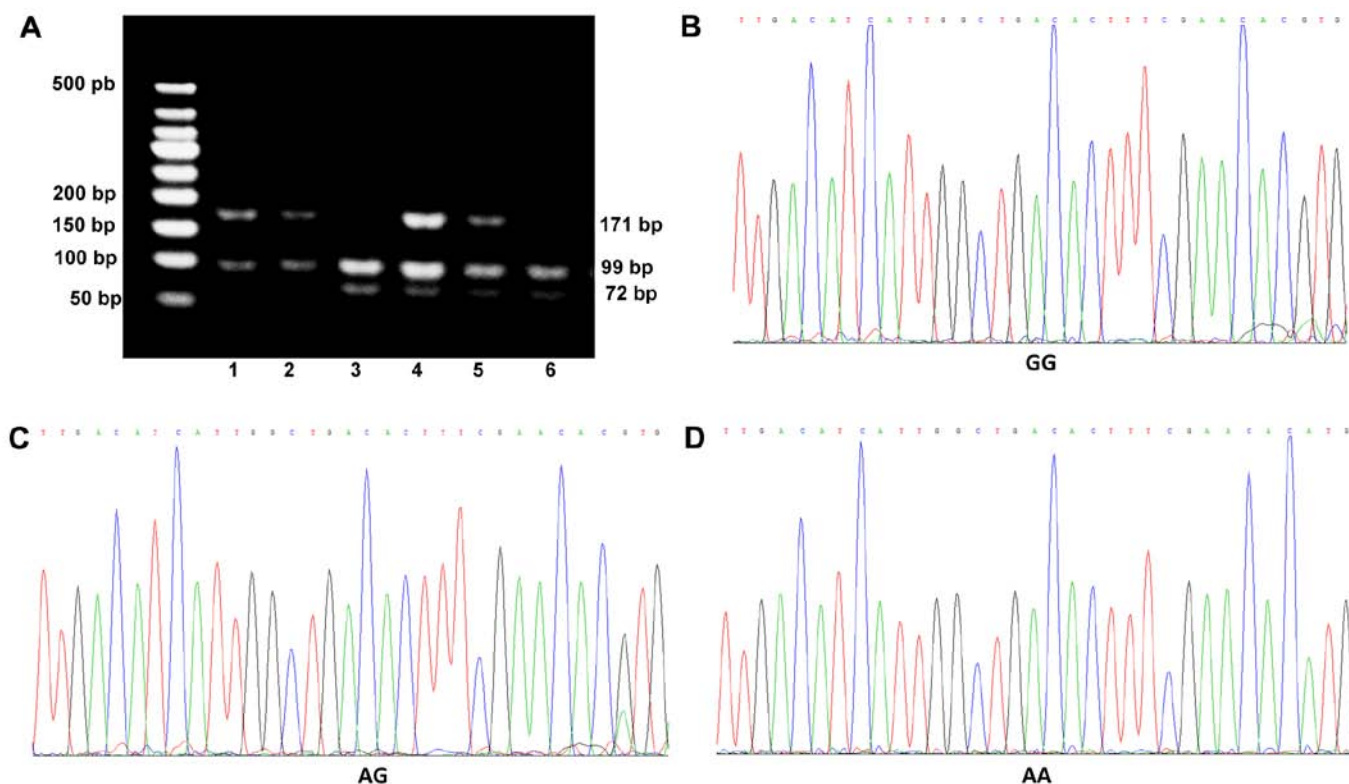 A
500 pb
200 bp
150 bp
100 bp
50 bp
171 bp
99 bp
72 bp
1 2 3 4 5 6
B
T T G A C A T C A T T G G C T G A C A C T T T C G A A C A C G T G
GG
C
T T G A C A T C A T T G G C T G A C A C T T T C G A A C A C G T G
AG
D
T T G A C A T C A T T G G C T G A C A C T T T C G A A C A C A T G
AA